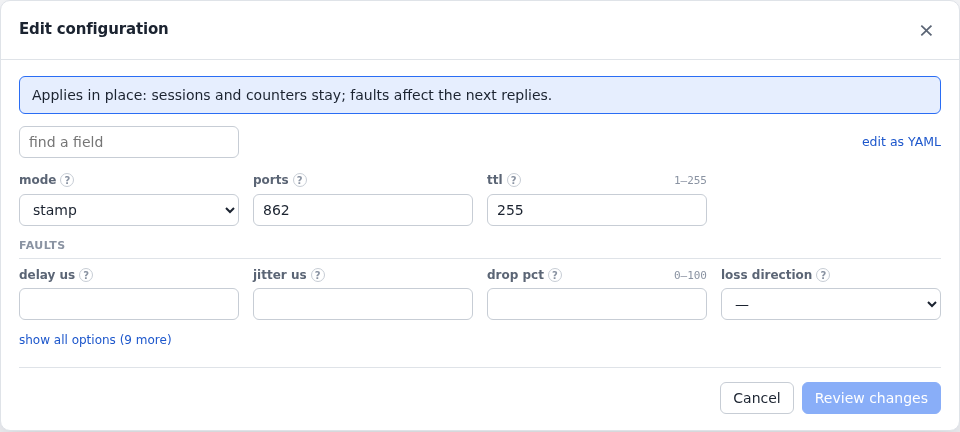 Edit configuration
Applies in place: sessions and counters stay; faults affect the next replies.
find a field
edit as YAML
mode ? ports ? ttl ? 1–255
stamp 862 255
FAULTS
delay us ? jitter us ? drop pct ? 0–100 loss direction ?
—
show all options (9 more)
Cancel Review changes